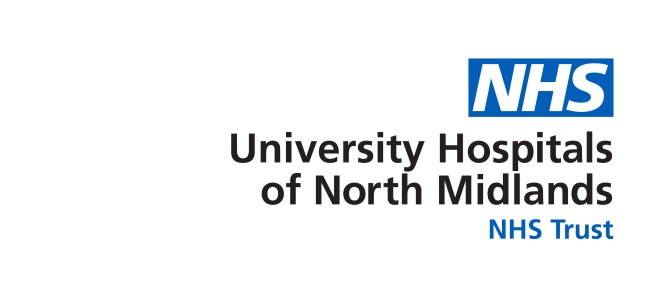 NHS
University Hospitals
of North Midlands
NHS Trust